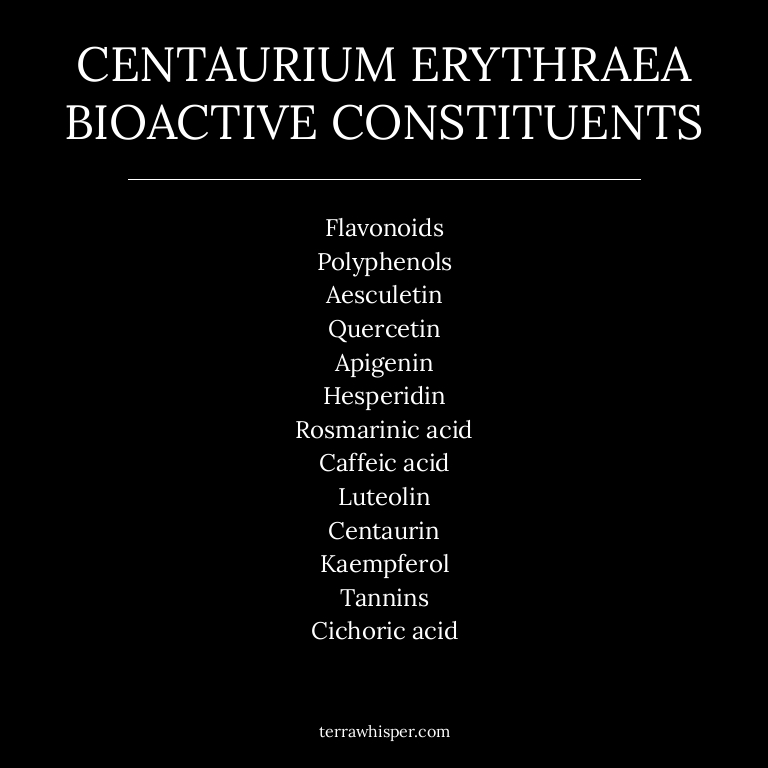 CENTAURIUM ERYTHRAEA
BIOACTIVE CONSTITUENTS
Flavonoids
Polyphenols
Aesculetin
Quercetin
Apigenin
Hesperidin
Rosmarinic acid
Caffeic acid
Luteolin
Centaurin
Kaempferol
Tannins
Cichoric acid
terrawhisper.com